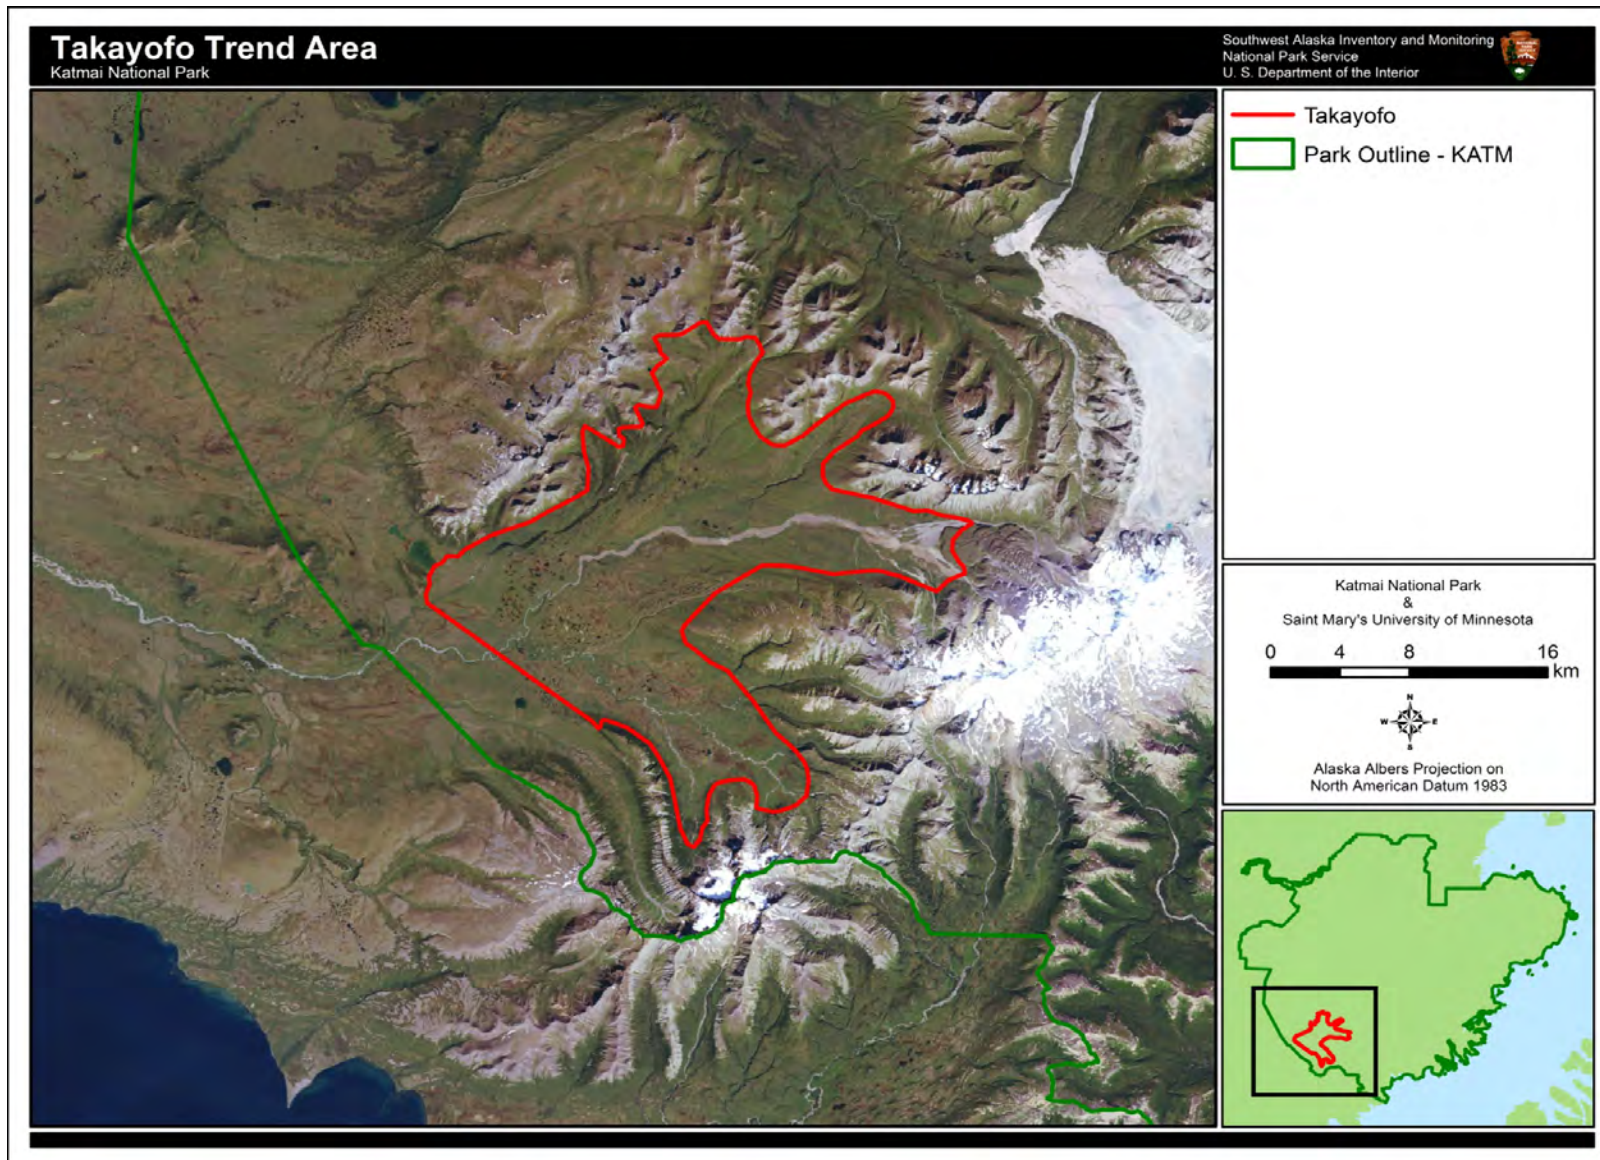 Takayofo Trend Area
Katmai National Park
Southwest Alaska Inventory and Monitoring
National Park Service
U. S. Department of the Interior
Takayofo
Park Outline - KATM
Katmai National Park
&
Saint Mary's University of Minnesota
0 4 8 16
km
N
W E
S
Alaska Albers Projection on
North American Datum 1983